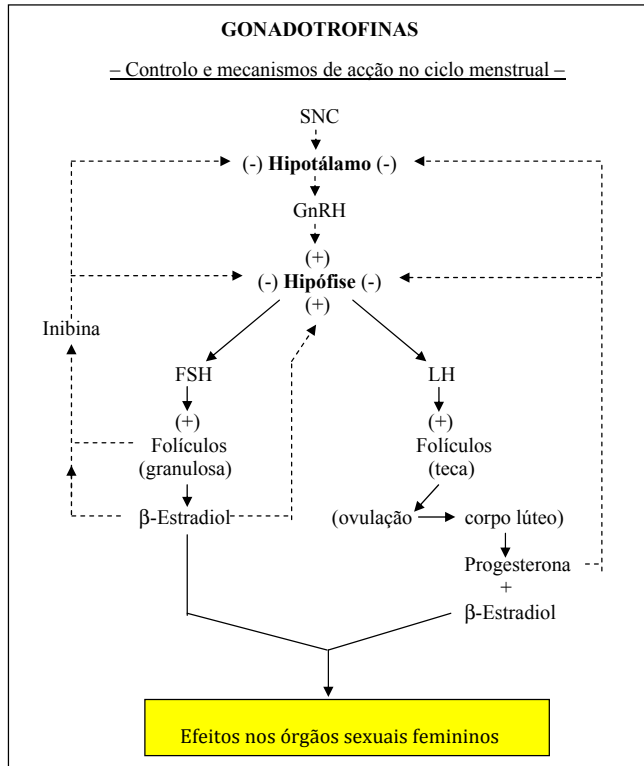 GONADOTROFINAS
– Controlo e mecanismos de acção no ciclo menstrual –
SNC
(-) Hipotálamo (-)
GnRH
(+)
(-) Hipófise (-)
(+)
Inibina
FSH
LH
(+)
(+)
Folículos
(granulosa)
Folículos
(teca)
β-Estradiol
(ovulação
corpo lúteo)
Progesterona
+
β-Estradiol
Efeitos nos órgãos sexuais femininos